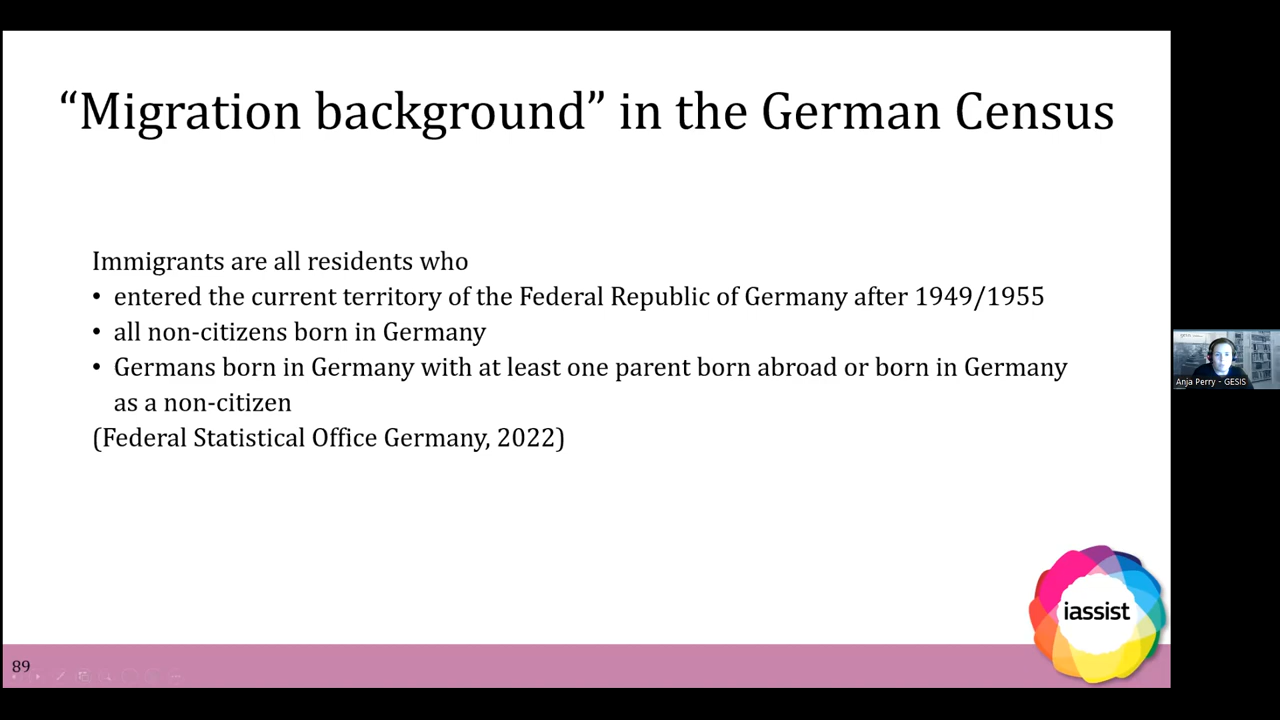 “Migration background” in the German Census
Immigrants are all residents who
• entered the current territory of the Federal Republic of Germany after 1949/1955
• all non-citizens born in Germany
• Germans born in Germany with at least one parent born abroad or born in Germany
as a non-citizen
(Federal Statistical Office Germany, 2022)
Anja Perry - GESIS
iassist
89